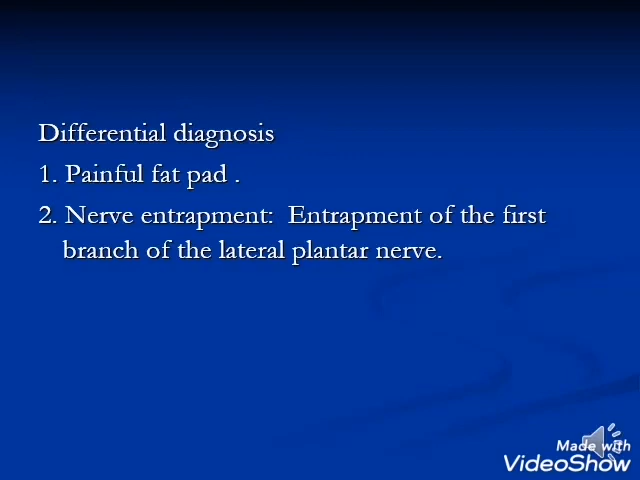 Differential diagnosis
1. Painful fat pad .
2. Nerve entrapment:  Entrapment of the first
branch of the lateral plantar nerve.
Made with
VideoShow